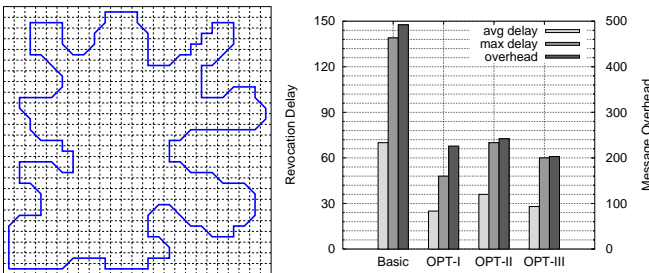 150
120
90
60
30
0
Revocation Delay
avg delay
max delay
overhead
500
400
300
200
100
0
Message Overhead
Basic OPT-I OPT-II OPT-III